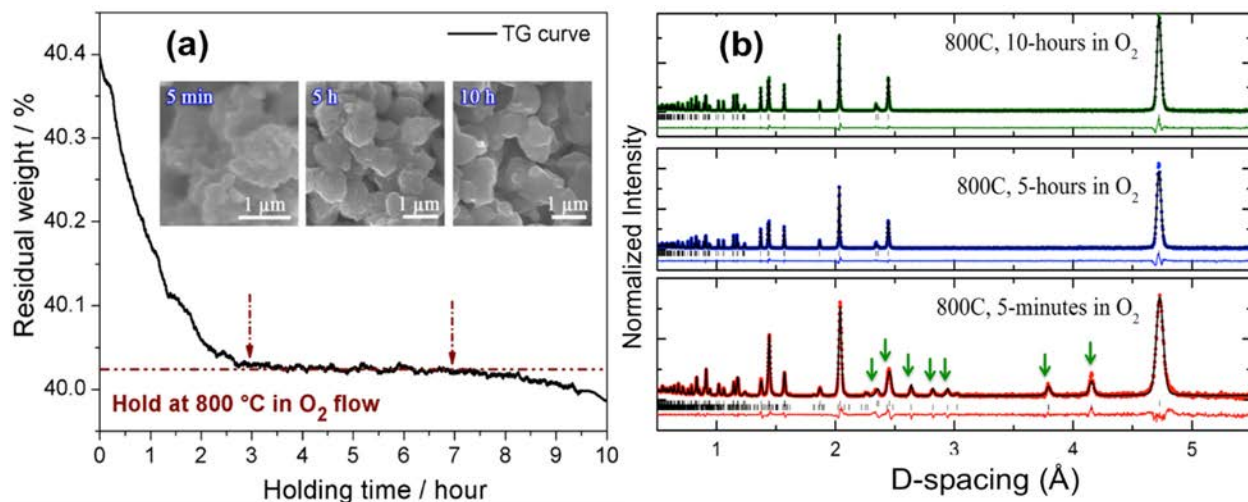 (a)
TG curve
Residual weight / %
40.4
40.3
40.2
40.1
40.0
5 min
5 h
10 h
1 µm
1 µm
1 µm
Hold at 800 °C in O₂ flow
0 1 2 3 4 5 6 7 8 9 10
Holding time / hour
(b)
Normalized Intensity
800C, 10-hours in O₂
800C, 5-hours in O₂
800C, 5-minutes in O₂
1 2 3 4 5
D-spacing (Å)